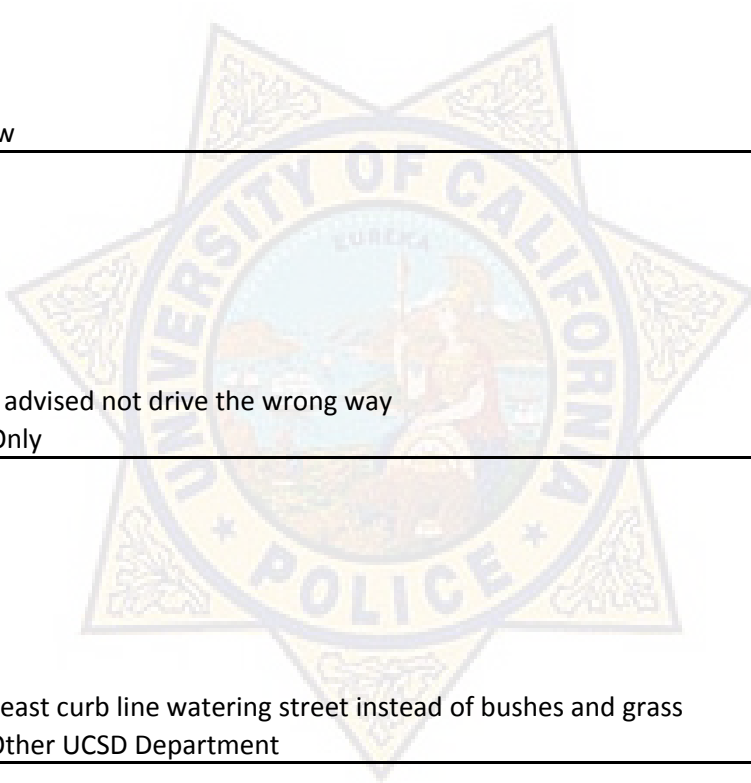 w
UNIVERSITY OF CALIFORNIA
EUREKA
advised not drive the wrong way
Only
POLICE
east curb line watering street instead of bushes and grass
Other UCSD Department